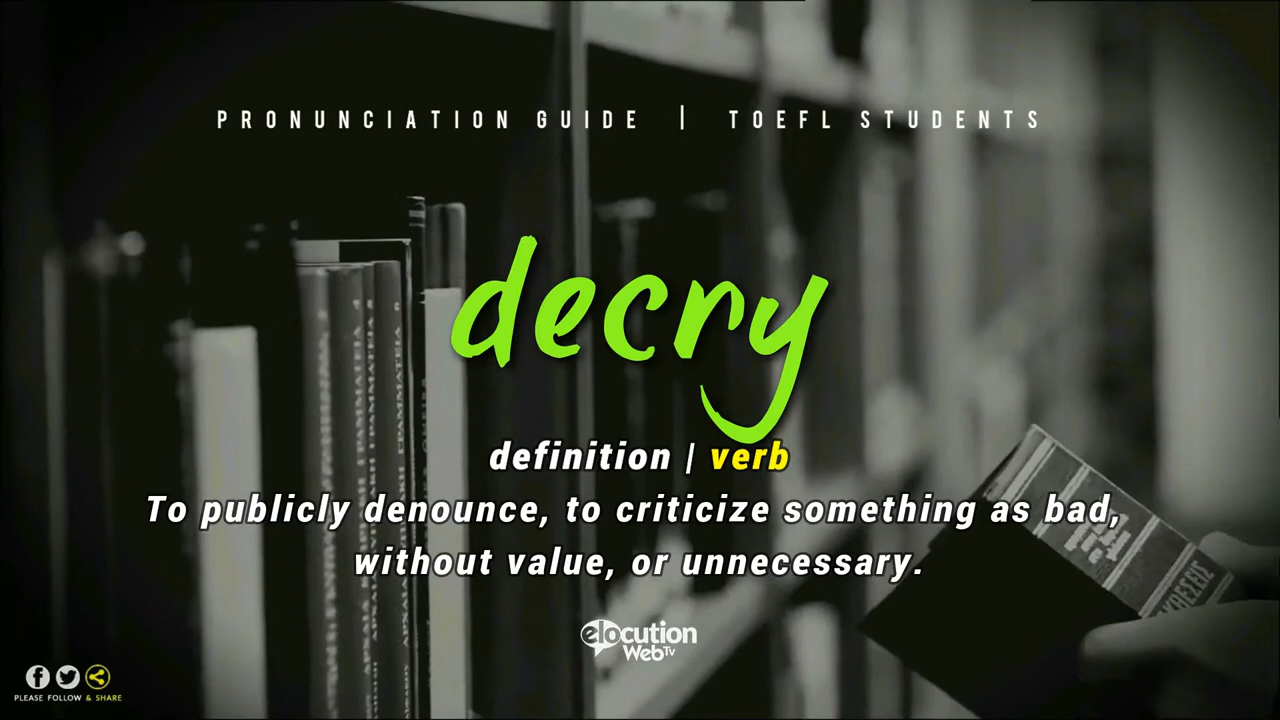 PRONUNCIATION GUIDE | TOEFL STUDENTS
decry
definition | verb
To publicly denounce, to criticize something as bad,
without value, or unnecessary.
elocution
WebTv
PLEASE FOLLOW & SHARE